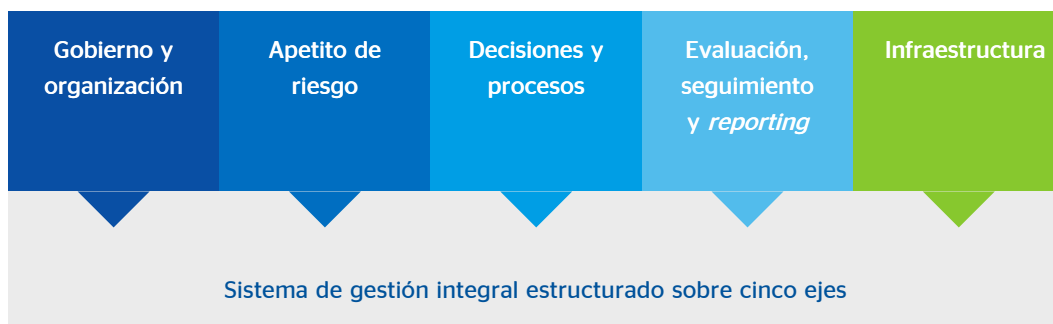 Gobierno y
organización
Apetito de
riesgo
Decisiones y
procesos
Evaluación,
seguimiento
y reporting
Infraestructura
Sistema de gestión integral estructurado sobre cinco ejes